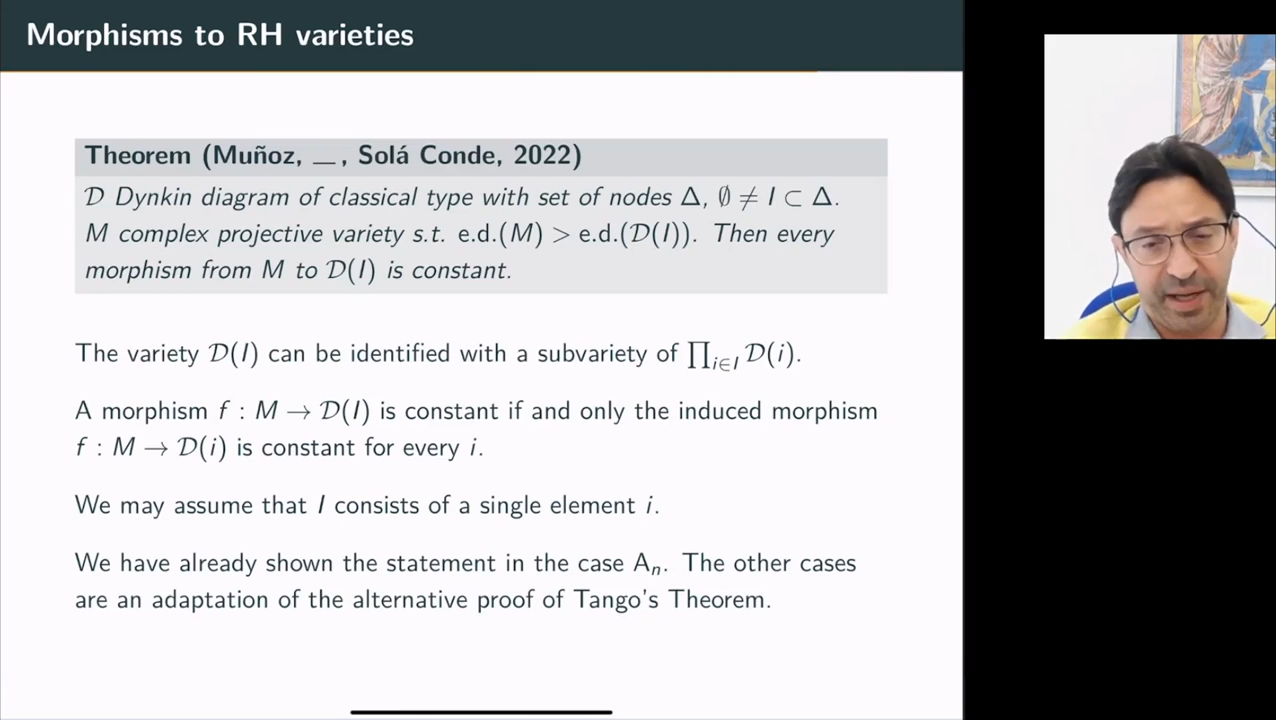 Morphisms to RH varieties
Theorem (Muñoz, __ , Solá Conde, 2022)
𝒟 Dynkin diagram of classical type with set of nodes Δ, ∅ ≠ I ⊂ Δ.
M complex projective variety s.t. e.d.(M) > e.d.(𝒟(I)). Then every
morphism from M to 𝒟(I) is constant.
The variety 𝒟(I) can be identified with a subvariety of ∏_{i∈I} 𝒟(i).
A morphism f : M → 𝒟(I) is constant if and only the induced morphism
f : M → 𝒟(i) is constant for every i.
We may assume that I consists of a single element i.
We have already shown the statement in the case Aₙ. The other cases
are an adaptation of the alternative proof of Tango's Theorem.